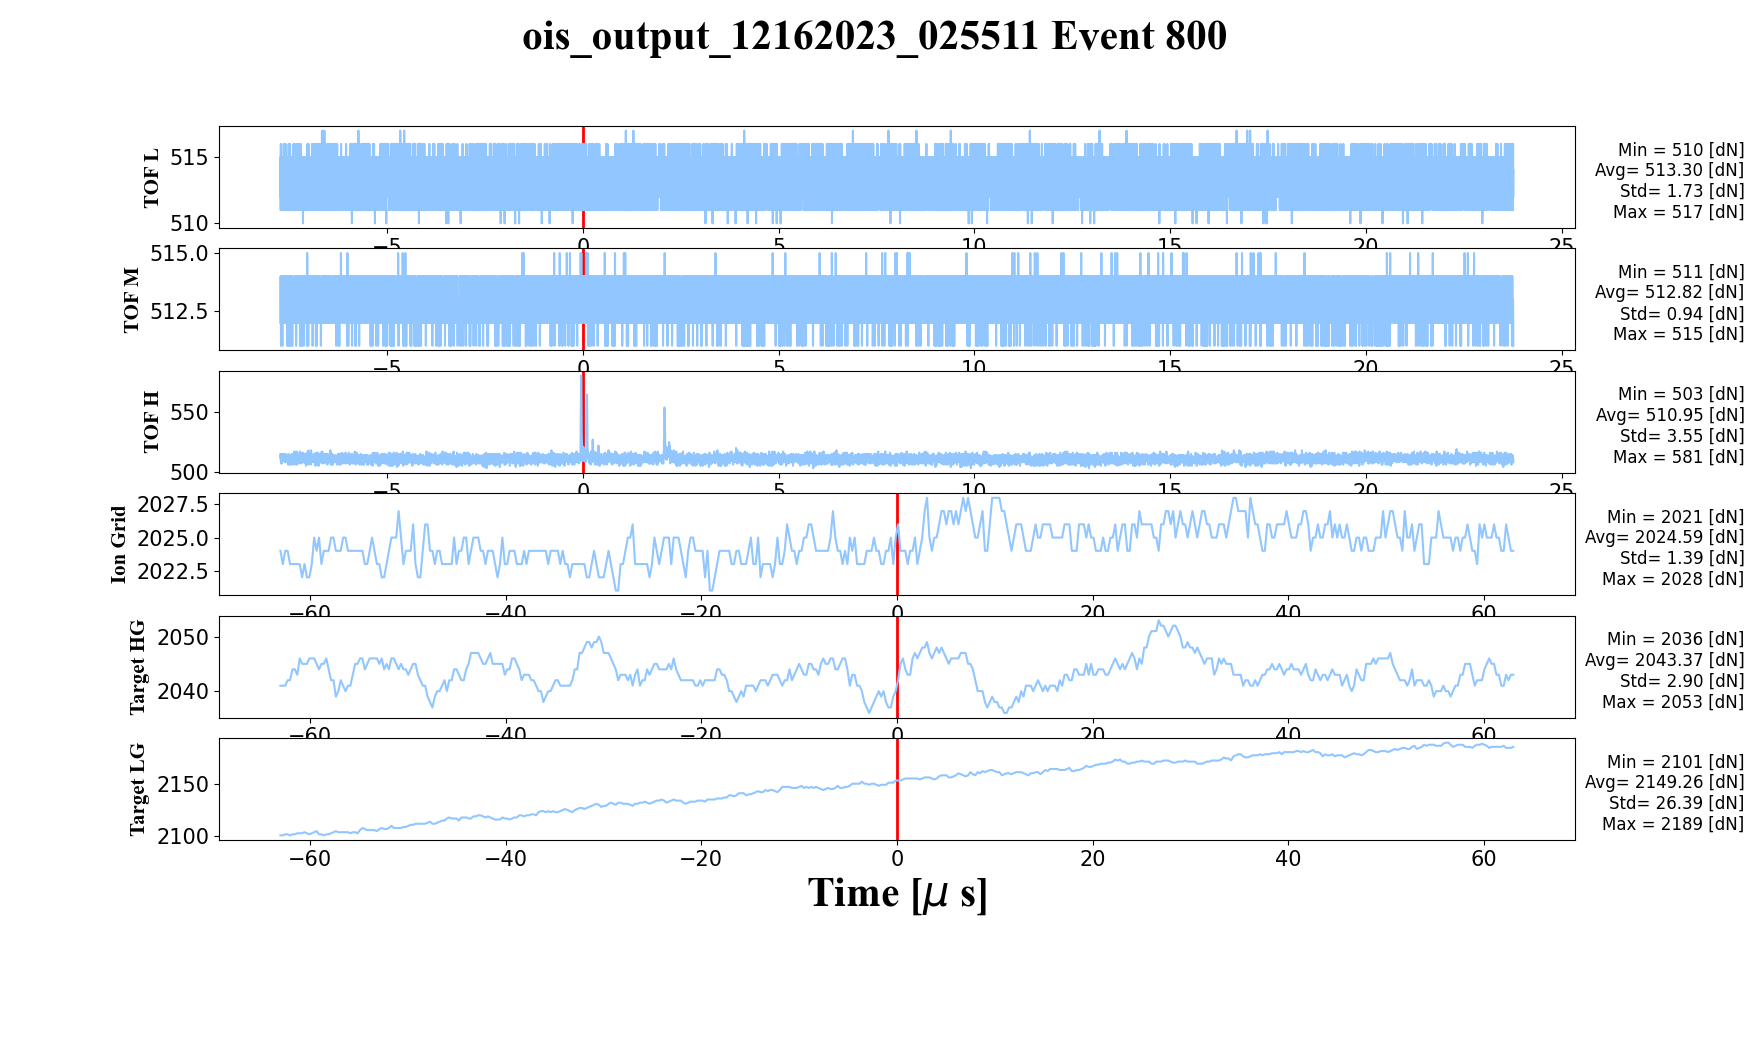 ois_output_12162023_025511 Event 800
TOF L
515
510
−5 0 5 10 15 20 25
Min = 510 [dN]
Avg= 513.30 [dN]
Std= 1.73 [dN]
Max = 517 [dN]
TOF M
515.0
512.5
−5 0 5 10 15 20 25
Min = 511 [dN]
Avg= 512.82 [dN]
Std= 0.94 [dN]
Max = 515 [dN]
TOF H
550
500
−5 0 5 10 15 20 25
Min = 503 [dN]
Avg= 510.95 [dN]
Std= 3.55 [dN]
Max = 581 [dN]
Ion Grid
2027.5
2025.0
2022.5
−60 −40 −20 0 20 40 60
Min = 2021 [dN]
Avg= 2024.59 [dN]
Std= 1.39 [dN]
Max = 2028 [dN]
Target HG
2050
2040
−60 −40 −20 0 20 40 60
Min = 2036 [dN]
Avg= 2043.37 [dN]
Std= 2.90 [dN]
Max = 2053 [dN]
Target LG
2150
2100
−60 −40 −20 0 20 40 60
Min = 2101 [dN]
Avg= 2149.26 [dN]
Std= 26.39 [dN]
Max = 2189 [dN]
Time [μ s]